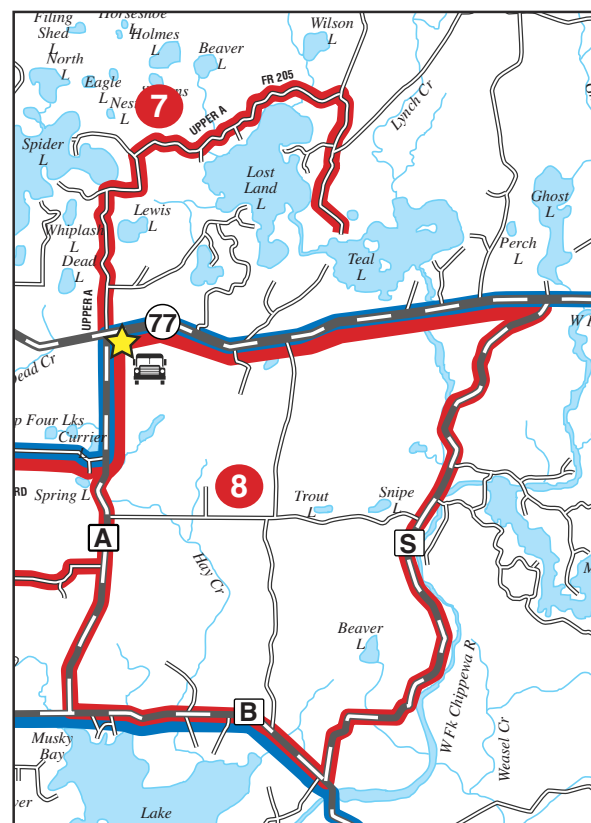 Filing
Shed
L
Horseshoe
L
Holmes
L
Wilson
L
North
L
Beaver
L
Eagle
L
FR 205
7
UPPER A
Lynch Cr
Spider
L
Lost
Land
L
Ghost
L
Lewis
L
Whiplash
L
Dead
L
Perch
L
Teal
L
UPPER A
77
Dead Cr
p Four Lks
Currier
RD
Spring L
8
Trout
L
Snipe
L
A
S
Hay Cr
Beaver
L
W Fk Chippewa R
Weasel Cr
B
Musky
Bay
ver
Lake